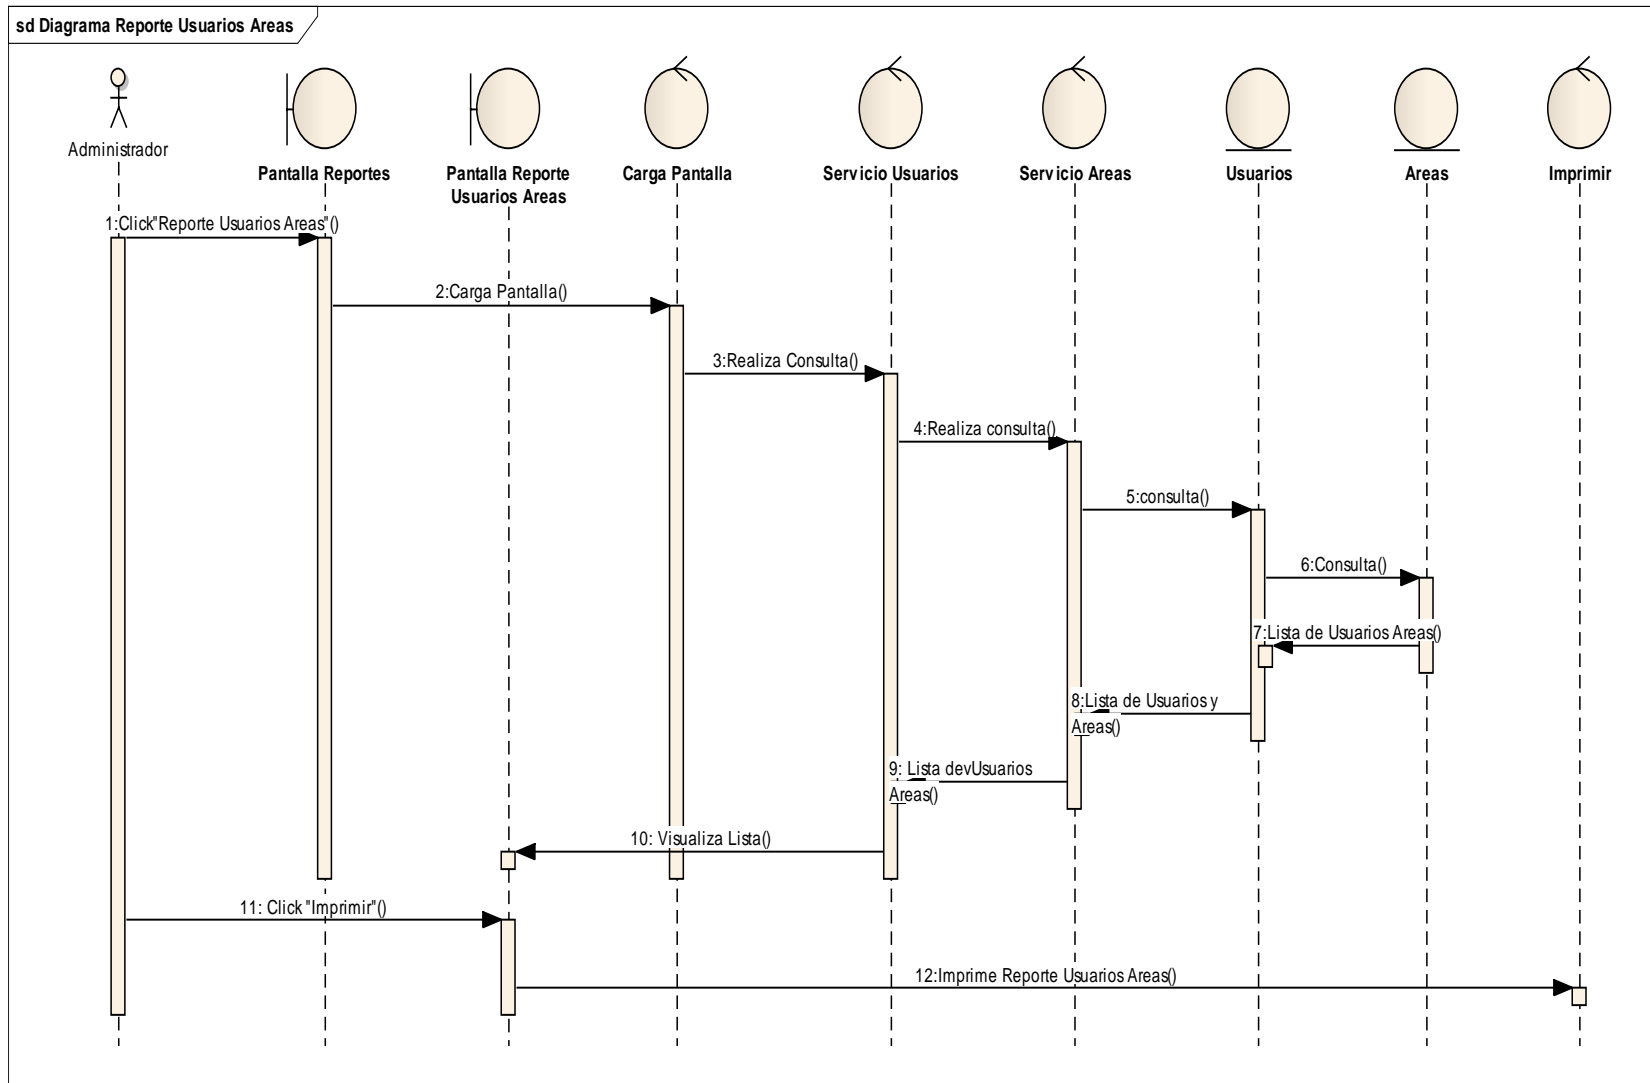 sd Diagrama Reporte Usuarios Areas
Administrador
Pantalla Reportes
Pantalla Reporte
Usuarios Areas
Carga Pantalla
Servicio Usuarios
Servicio Areas
Usuarios
Areas
Imprimir
1:Click"Reporte Usuarios Areas"()
2:Carga Pantalla()
3:Realiza Consulta()
4:Realiza consulta()
5:consulta()
6:Consulta()
7:Lista de Usuarios Areas()
8:Lista de Usuarios y
Areas()
9: Lista devUsuarios
Areas()
10: Visualiza Lista()
11: Click "Imprimir"()
12:Imprime Reporte Usuarios Areas()